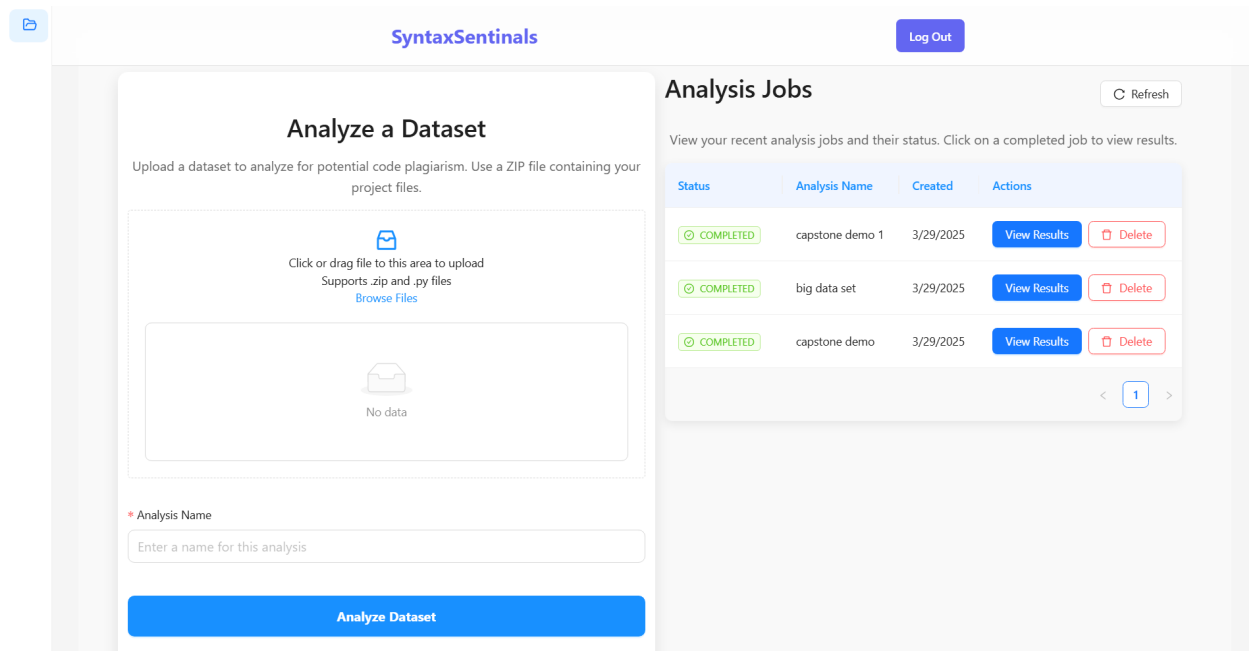 SyntaxSentinals
Log Out
Analyze a Dataset
Upload a dataset to analyze for potential code plagiarism. Use a ZIP file containing your
project files.
Click or drag file to this area to upload
Supports .zip and .py files
Browse Files
No data
* Analysis Name
Enter a name for this analysis
Analyze Dataset
Analysis Jobs
Refresh
View your recent analysis jobs and their status. Click on a completed job to view results.
Status Analysis Name Created Actions
COMPLETED capstone demo 1 3/29/2025 View Results Delete
COMPLETED big data set 3/29/2025 View Results Delete
COMPLETED capstone demo 3/29/2025 View Results Delete
< 1 >